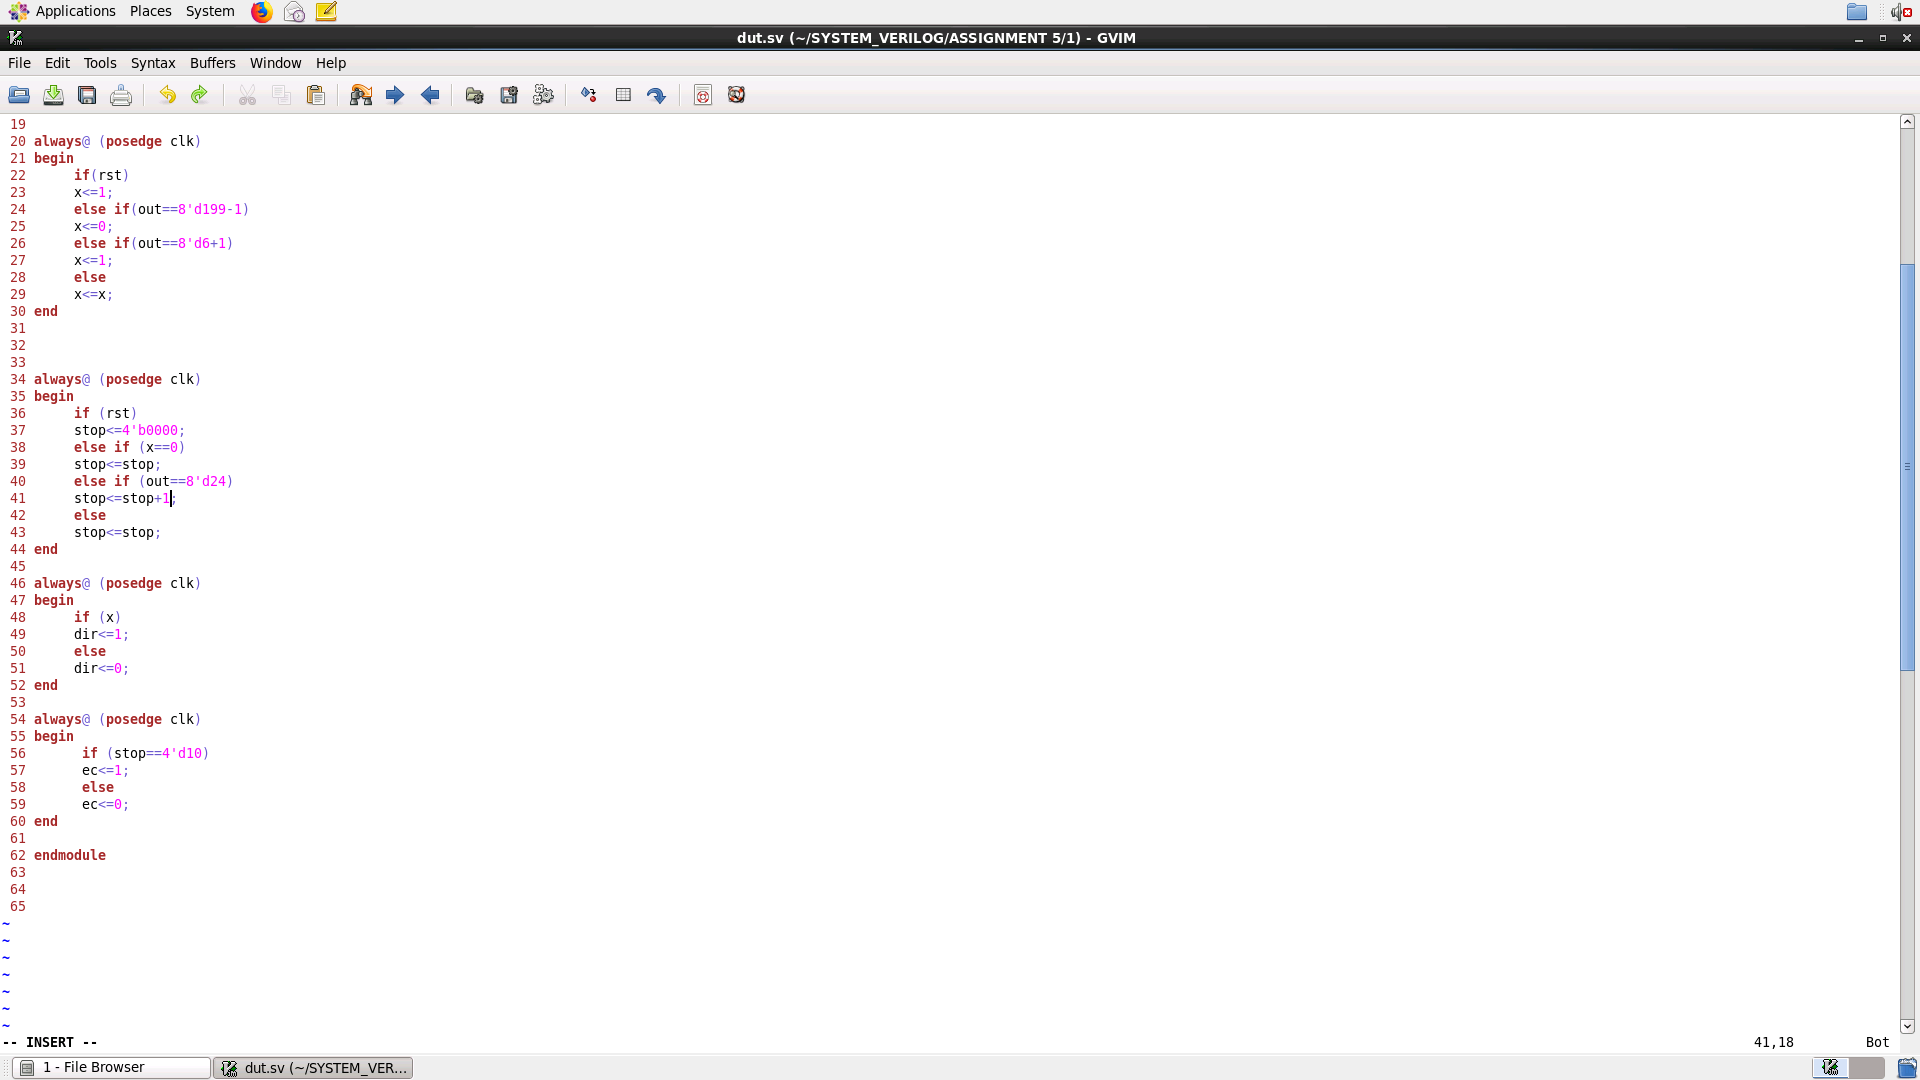 Applications Places System
dut.sv (~/SYSTEM_VERILOG/ASSIGNMENT 5/1) - GVIM
File Edit Tools Syntax Buffers Window Help
19
20 always@ (posedge clk)
21 begin
22 if(rst)
23 x<=1;
24 else if(out==8'd199-1)
25 x<=0;
26 else if(out==8'd6+1)
27 x<=1;
28 else
29 x<=x;
30 end
31
32
33
34 always@ (posedge clk)
35 begin
36 if (rst)
37 stop<=4'b0000;
38 else if (x==0)
39 stop<=stop;
40 else if (out==8'd24)
41 stop<=stop+1;
42 else
43 stop<=stop;
44 end
45
46 always@ (posedge clk)
47 begin
48 if (x)
49 dir<=1;
50 else
51 dir<=0;
52 end
53
54 always@ (posedge clk)
55 begin
56 if (stop==4'd10)
57 ec<=1;
58 else
59 ec<=0;
60 end
61
62 endmodule
63
64
65
~
~
~
~
~
~
~
-- INSERT -- 41,18 Bot
1 - File Browser dut.sv (~/SYSTEM_VER...